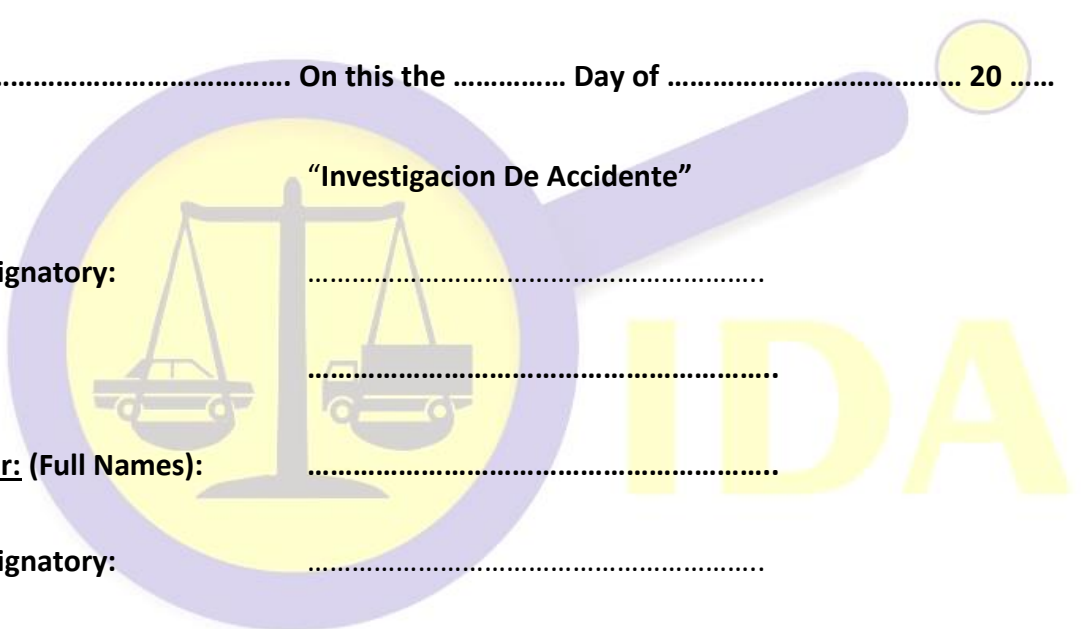 …………………………………. On this the …………… Day of ………………………………… 20 ……
“Investigacion De Accidente”
ignatory: ……………………………………………………..
……………………………………………………..
r: (Full Names): ……………………………………………………..
ignatory: ……………………………………………………..
IDA